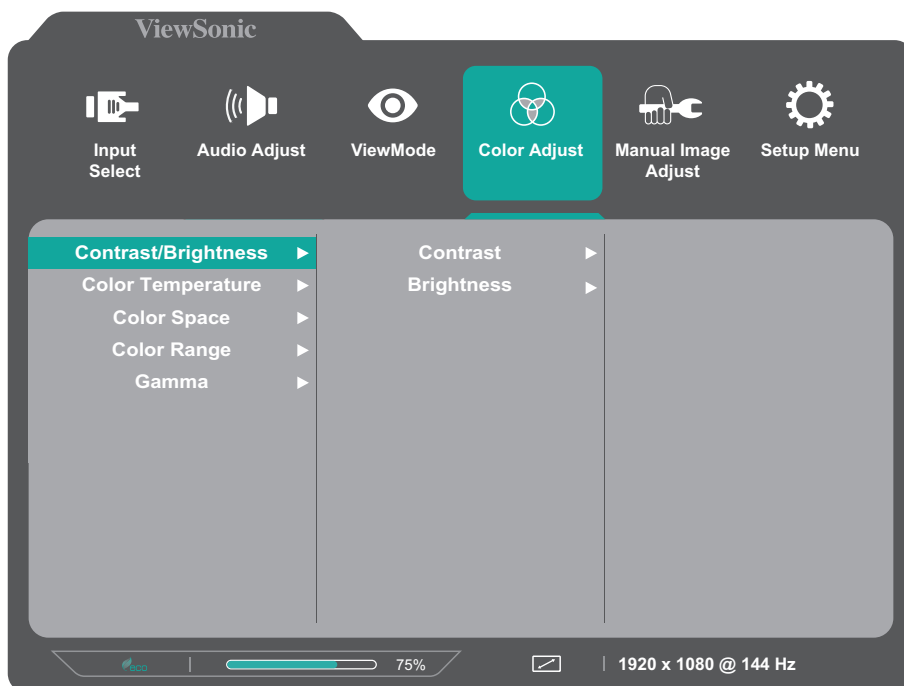 ViewSonic
Input
Select
Audio Adjust
ViewMode
Color Adjust
Manual Image
Adjust
Setup Menu
Contrast/Brightness
Color Temperature
Color Space
Color Range
Gamma
Contrast
Brightness
eco
75%
1920 x 1080 @ 144 Hz